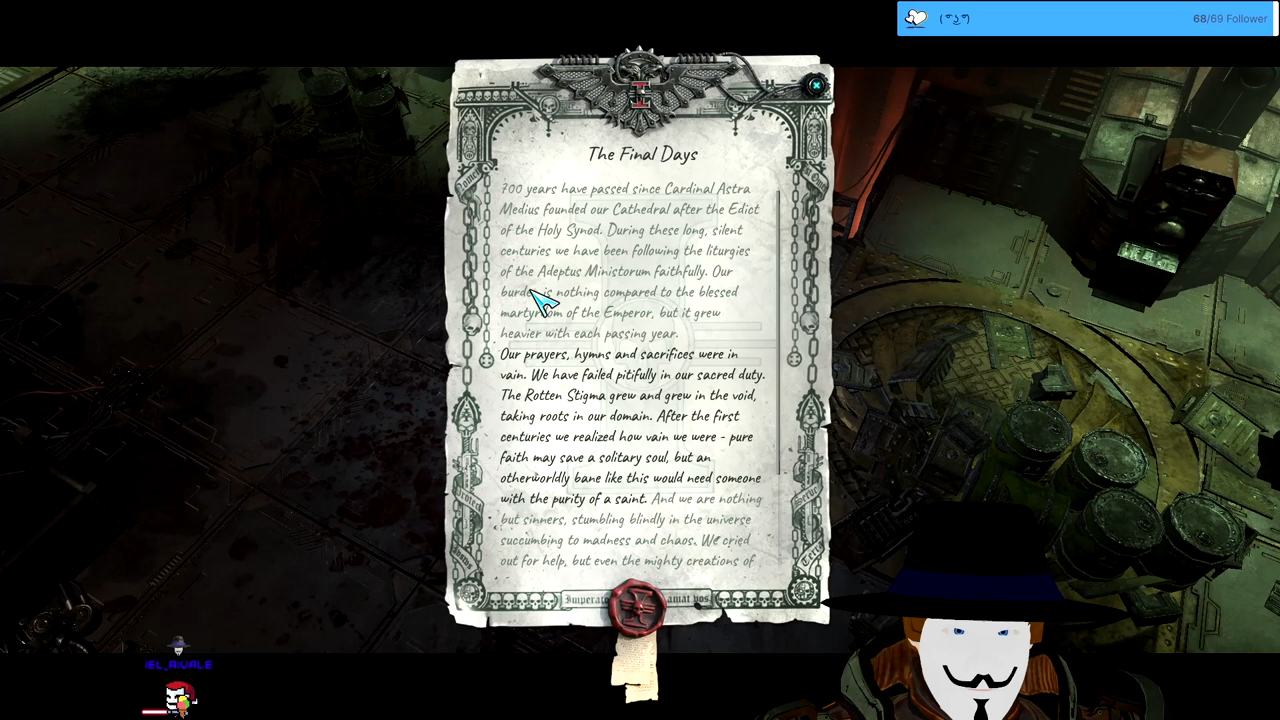 ( ͡° ͜ʖ ͡°)
68/69 Follower
The Final Days
700 years have passed since Cardinal Astra
Medius founded our Cathedral after the Edict
of the Holy Synod. During these long, silent
centuries we have been following the liturgies
of the Adeptus Ministorum faithfully. Our
burden is nothing compared to the blessed
martyrdom of the Emperor, but it grew
heavier with each passing year.
Our prayers, hymns and sacrifices were in
vain. We have failed pitifully in our sacred duty.
The Rotten Stigma grew and grew in the void,
taking roots in our domain. After the first
centuries we realized how vain we were - pure
faith may save a solitary soul, but an
otherworldly bane like this would need someone
with the purity of a saint. And we are nothing
but sinners, stumbling blindly in the universe
succumbing to madness and chaos. We cried
out for help, but even the mighty creations of
amat vos
IEL_RIVALE